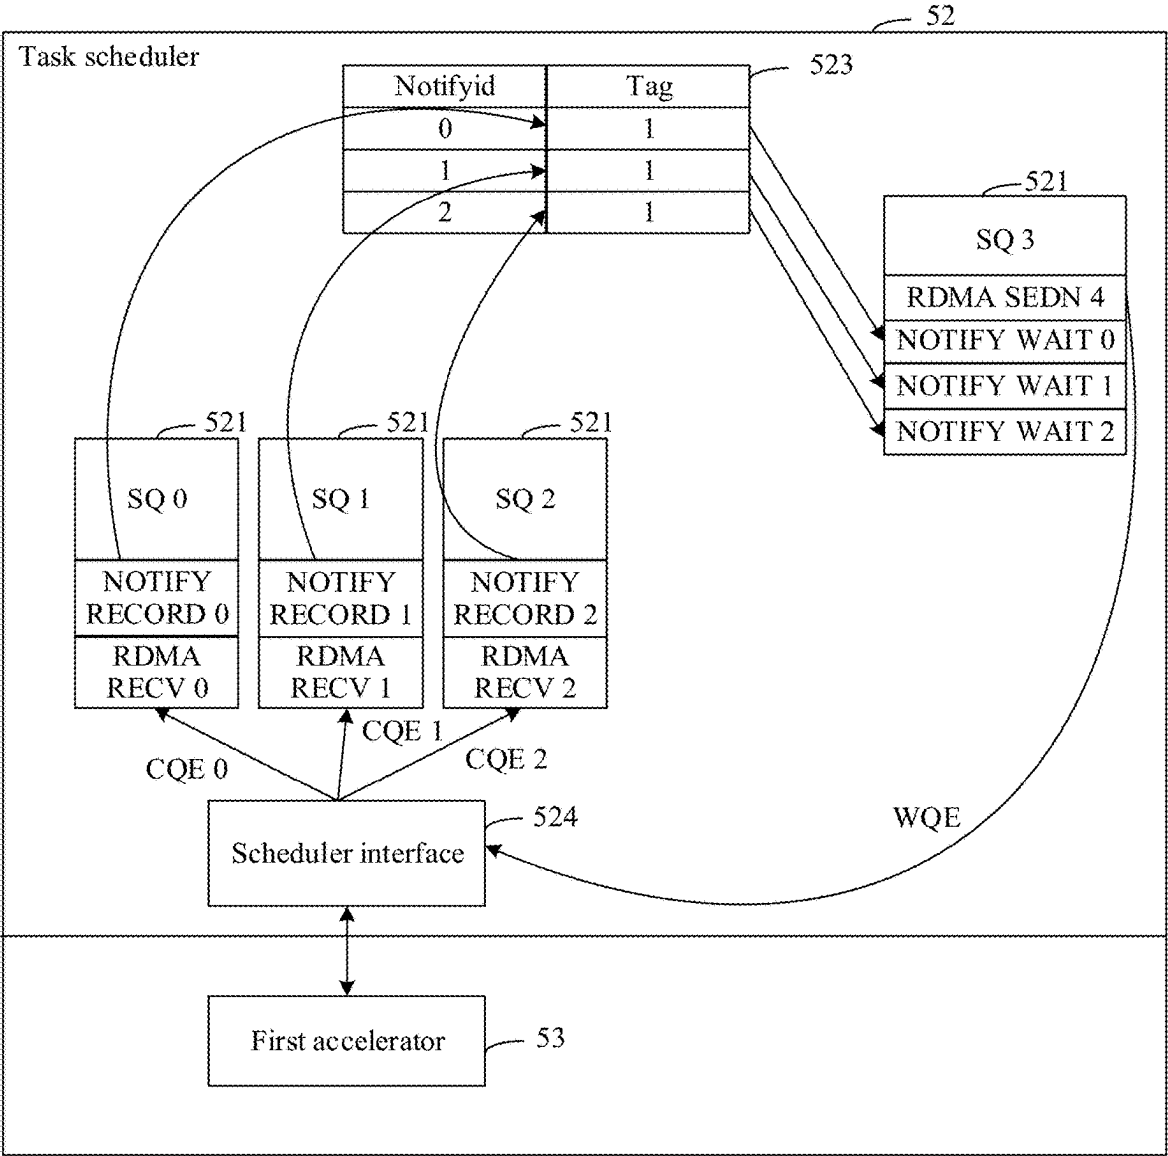 52
Task scheduler
523
Notifyid Tag
0 1
1 1
2 1
521
SQ 3
RDMA SEDN 4
NOTIFY WAIT 0
NOTIFY WAIT 1
NOTIFY WAIT 2
521 521 521
SQ 0 SQ 1 SQ 2
NOTIFY NOTIFY NOTIFY
RECORD 0 RECORD 1 RECORD 2
RDMA RDMA RDMA
RECV 0 RECV 1 RECV 2
CQE 0 CQE 1 CQE 2
WQE
524
Scheduler interface
First accelerator 53